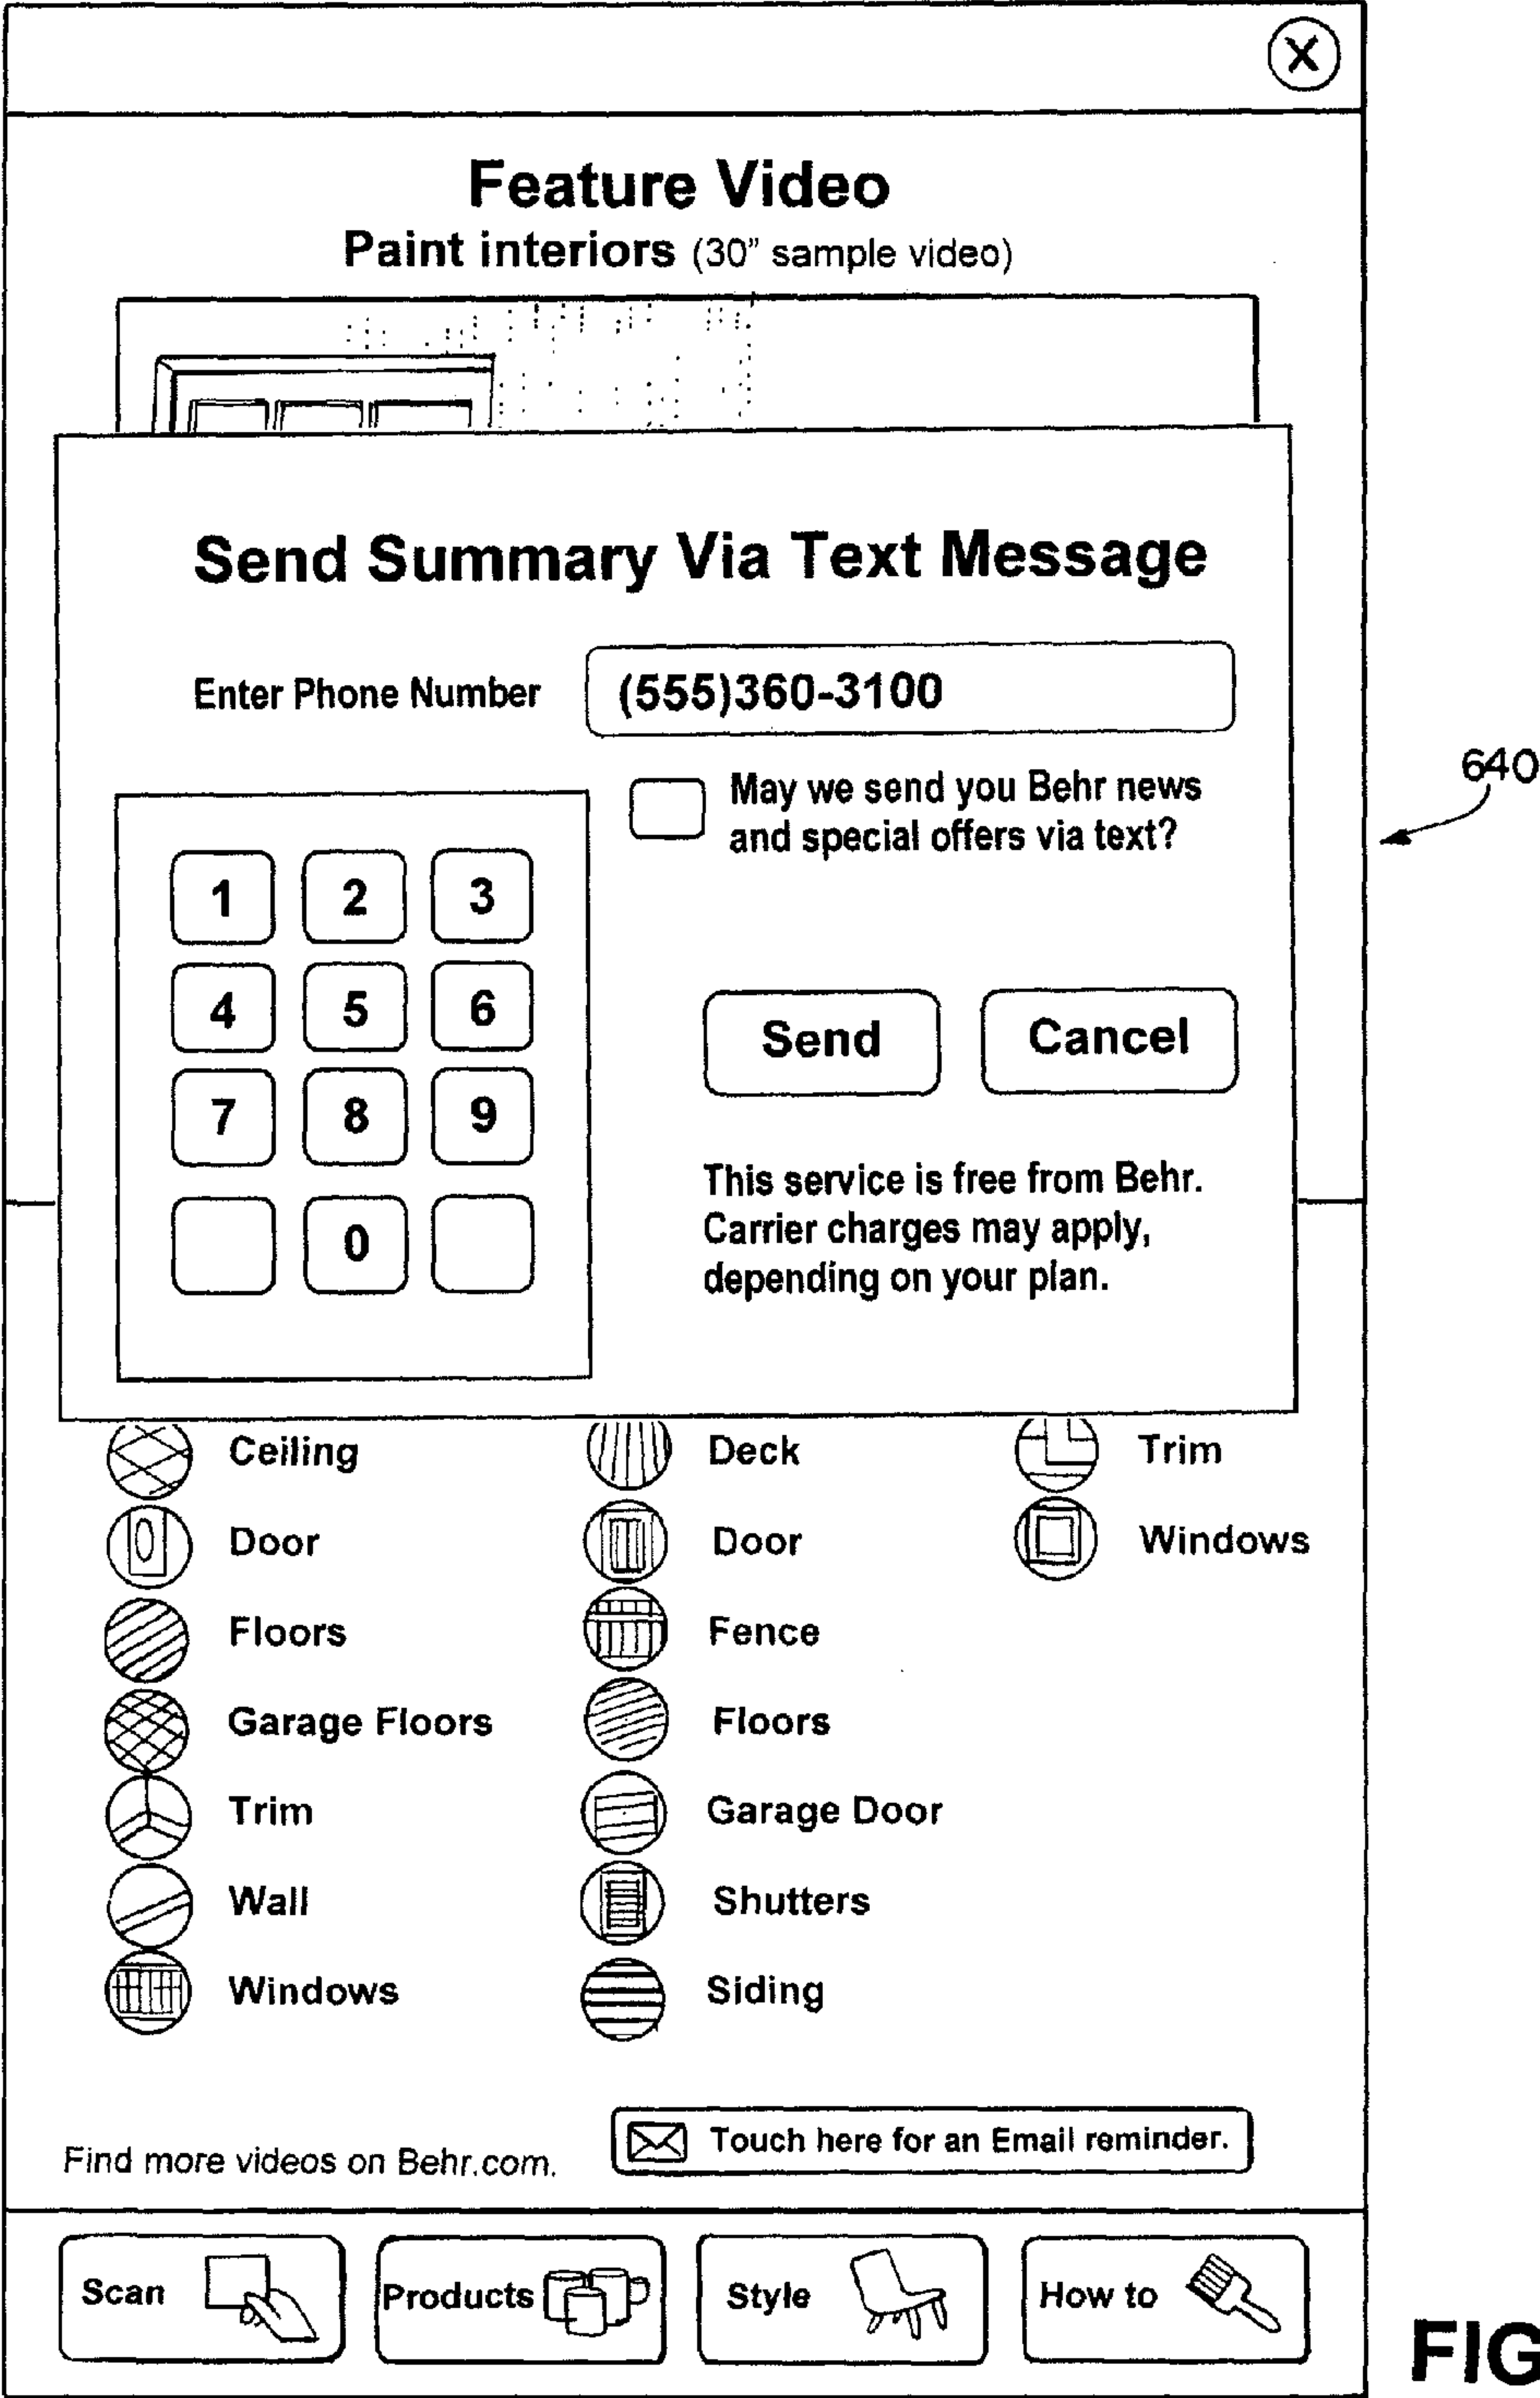 X
Feature Video
Paint interiors (30” sample video)
Send Summary Via Text Message
Enter Phone Number (555)360-3100
May we send you Behr news
and special offers via text?
1 2 3
4 5 6
7 8 9
0
Send Cancel
This service is free from Behr.
Carrier charges may apply,
depending on your plan.
640
Ceiling Deck Trim
Door Door Windows
Floors Fence
Garage Floors Floors
Trim Garage Door
Wall Shutters
Windows Siding
Find more videos on Behr.com. Touch here for an Email reminder.
Scan Products Style How to
FIG